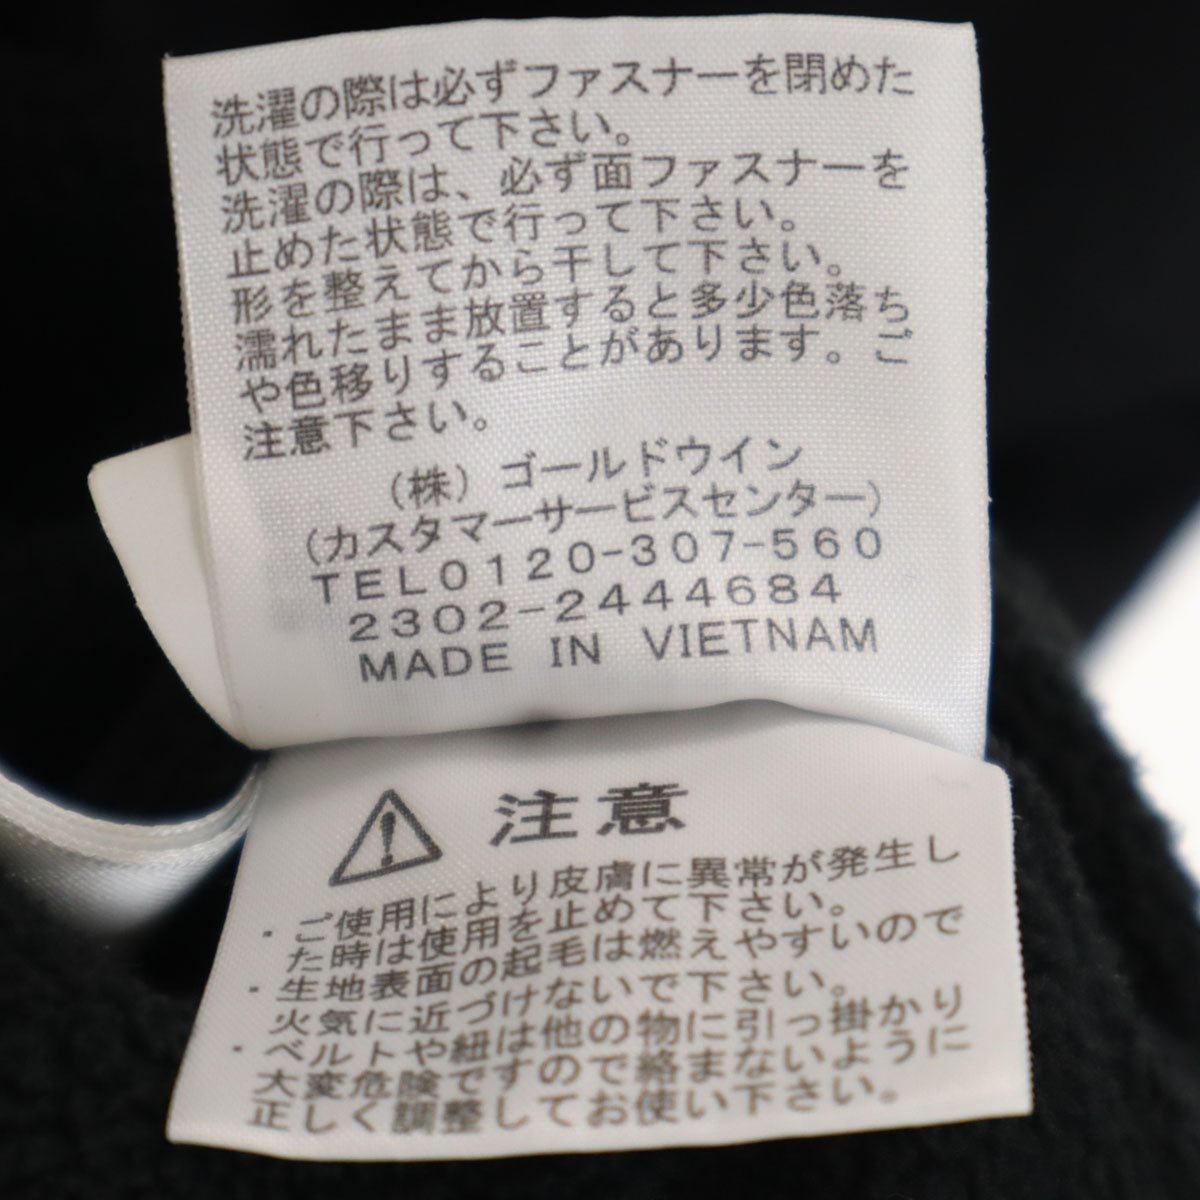 洗濯の際は必ずファスナーを閉めた
状態で行って下さい。
洗濯の際は、必ず面ファスナーを
止めた状態で行って下さい。
形を整えてから干して下さい。
濡れたまま放置すると多少色落ち
や色移りすることがあります。ご
注意下さい。
(株)ゴールドウイン
(カスタマーサービスセンター)
TEL0120-307-560
2302-2444684
MADE IN VIETNAM
注意
・ご使用により皮膚に異常が発生し
た時は使用を止めて下さい。
・生地表面の起毛は燃えやすいので
火気に近づけないで下さい。
・ベルトや紐は他の物に引っ掛かり
大変危険ですので絡まないように
正しく調整してお使い下さい。